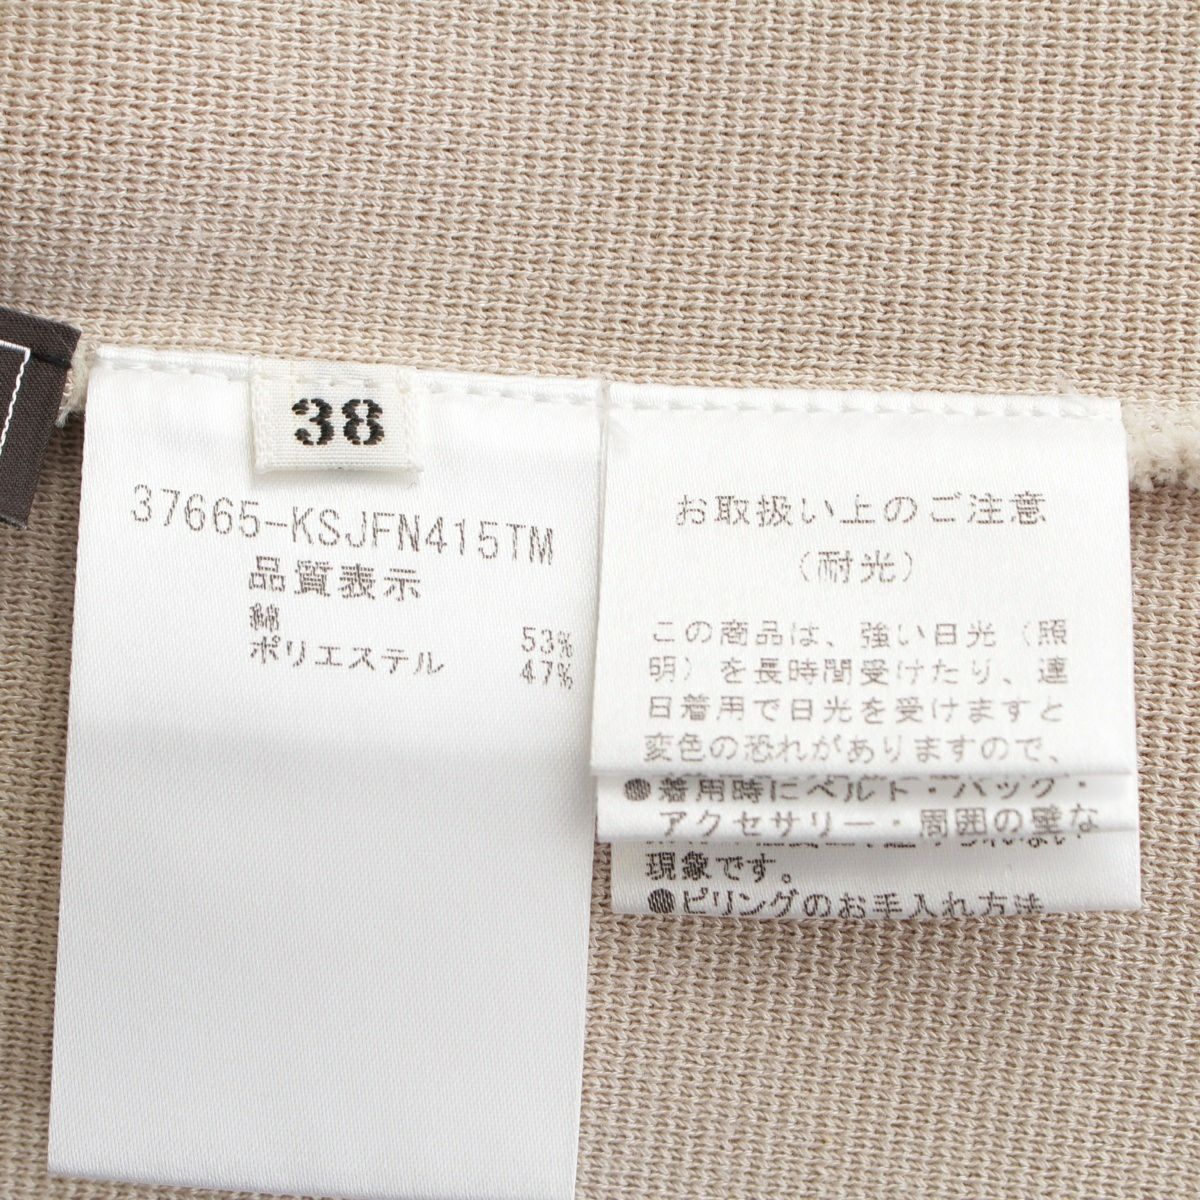 38
37665-KSJFN415TM
品質表示
綿 53%
ポリエステル 47%
お取扱い上のご注意
（耐光）
この商品は、強い日光（照
明）を長時間受けたり、連
日着用で日光を受けますと
変色の恐れがありますので、
●着用時にベルト・バッグ・
アクセサリー・周囲の壁な
現象です。
●ピリングのお手入れ方法